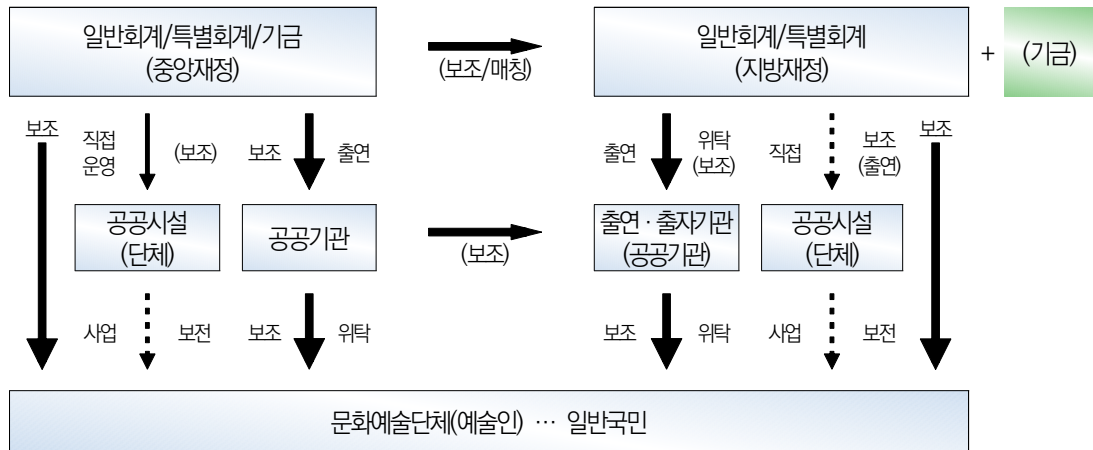 일반회계/특별회계/기금
(중앙재정)
(보조/매칭)
일반회계/특별회계
(지방재정)
+
(기금)
보조
직접
운영
(보조)
보조
출연
출연
위탁
(보조)
직접
보조
(출연)
보조
공공시설
(단체)
공공기관
(보조)
출연·출자기관
(공공기관)
공공시설
(단체)
사업
보전
보조
위탁
보조
위탁
사업
보전
문화예술단체(예술인) … 일반국민